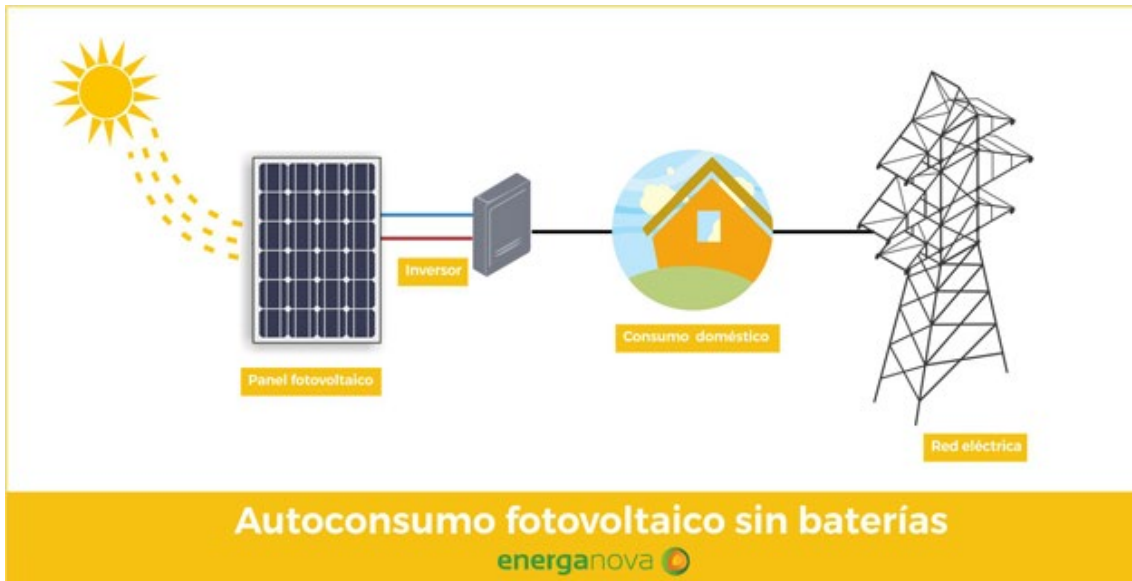 Inversor
Consumo doméstico
Panel fotovoltaico
Red eléctrica
Autoconsumo fotovoltaico sin baterías
energanova